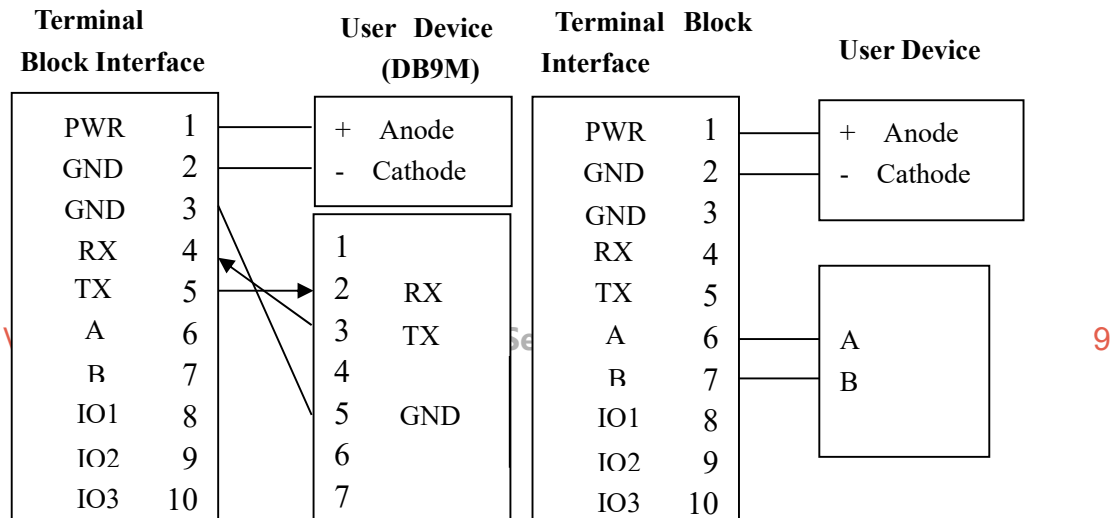 Terminal
Block Interface
PWR 1
GND 2
GND 3
RX 4
TX 5
A 6
B 7
IO1 8
IO2 9
IO3 10
User Device
(DB9M)
+ Anode
- Cathode
1
2 RX
3 TX
4
5 GND
6
7
Terminal Block
Interface
PWR 1
GND 2
GND 3
RX 4
TX 5
A 6
B 7
IO1 8
IO2 9
IO3 10
User Device
+ Anode
- Cathode
A
B
9